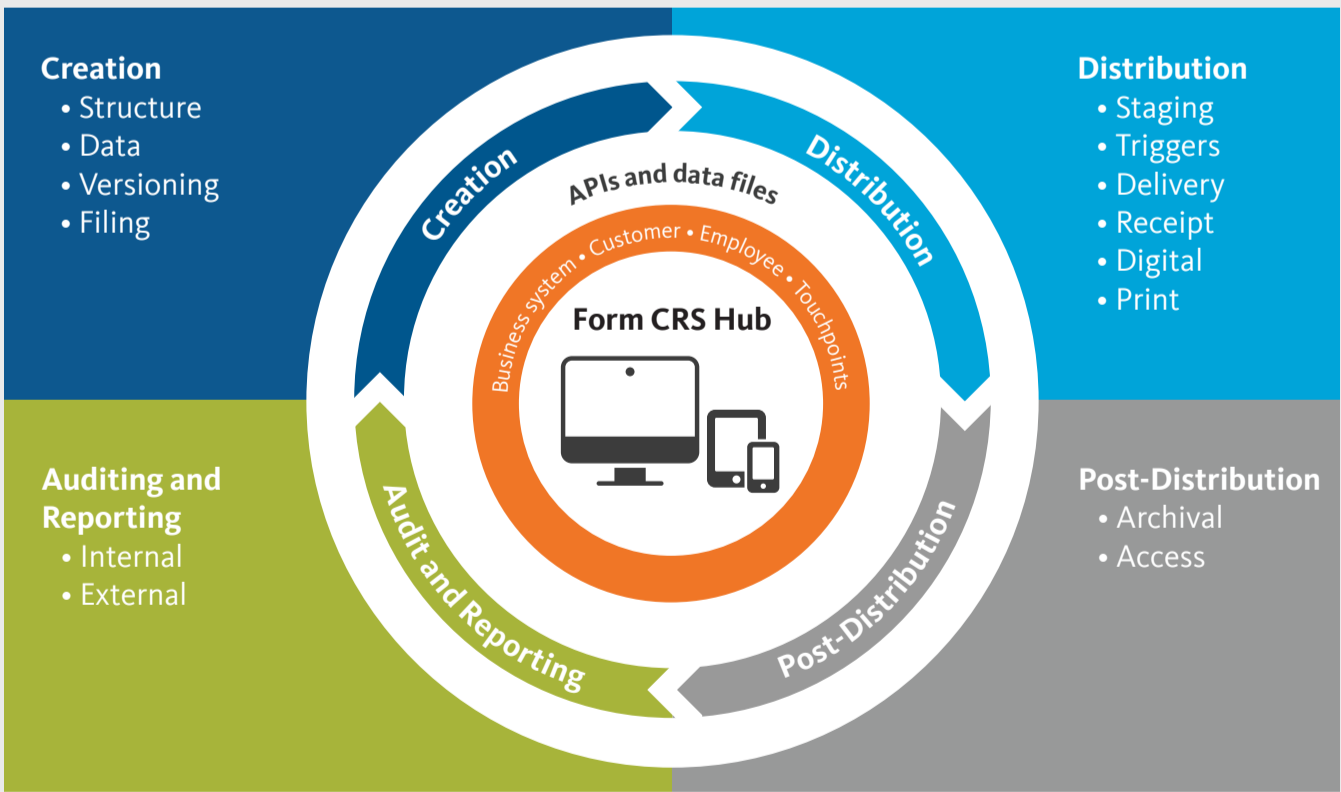 Creation
• Structure
• Data
• Versioning
• Filing
Distribution
• Staging
• Triggers
• Delivery
• Receipt
• Digital
• Print
Creation
Distribution
APIs and data files
Business system • Customer • Employee • Touchpoints
Form CRS Hub
Audit and Reporting
Post-Distribution
Auditing and
Reporting
• Internal
• External
Post-Distribution
• Archival
• Access